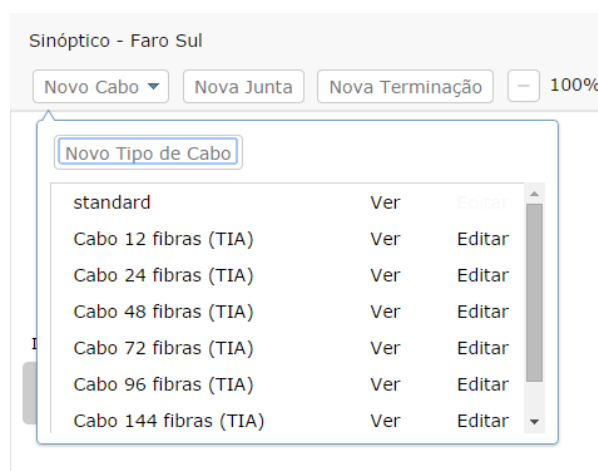 Sinóptico - Faro Sul
Novo Cabo Nova Junta Nova Terminação − 100%
Novo Tipo de Cabo
standard Ver Editar
Cabo 12 fibras (TIA) Ver Editar
Cabo 24 fibras (TIA) Ver Editar
Cabo 48 fibras (TIA) Ver Editar
Cabo 72 fibras (TIA) Ver Editar
Cabo 96 fibras (TIA) Ver Editar
Cabo 144 fibras (TIA) Ver Editar